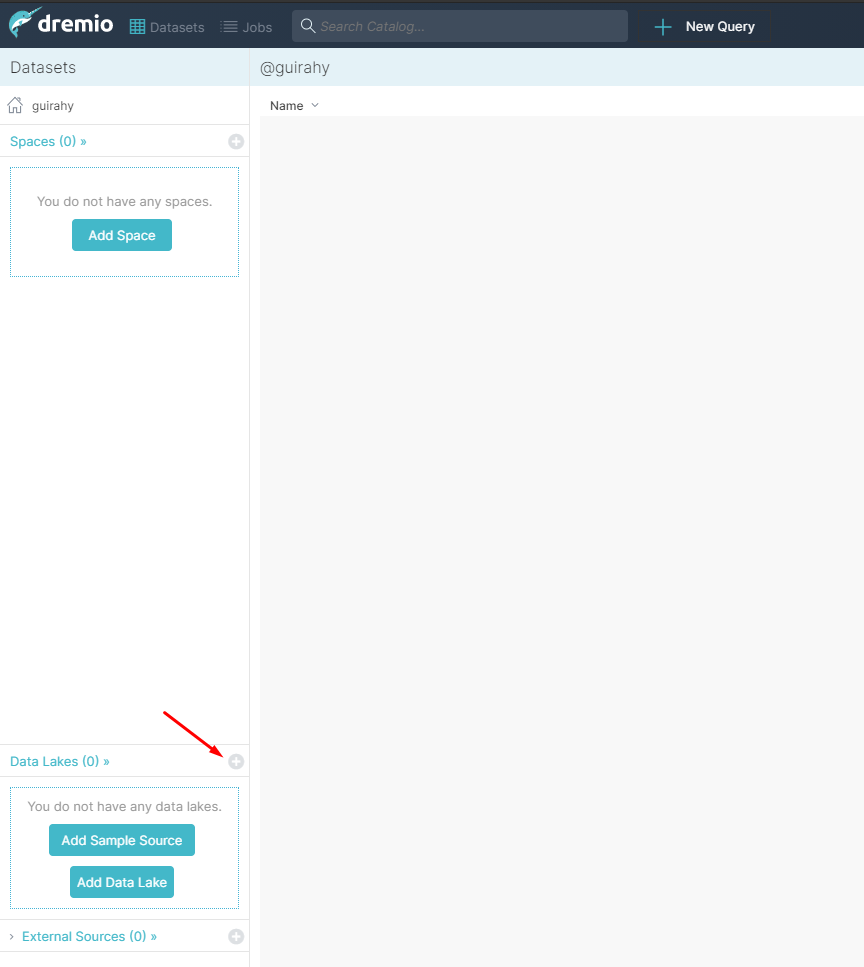 dremio Datasets Jobs Search Catalog... New Query
Datasets
@guirahy
guirahy
Name
Spaces (0) »
You do not have any spaces.
Add Space
Data Lakes (0) »
You do not have any data lakes.
Add Sample Source
Add Data Lake
External Sources (0) »